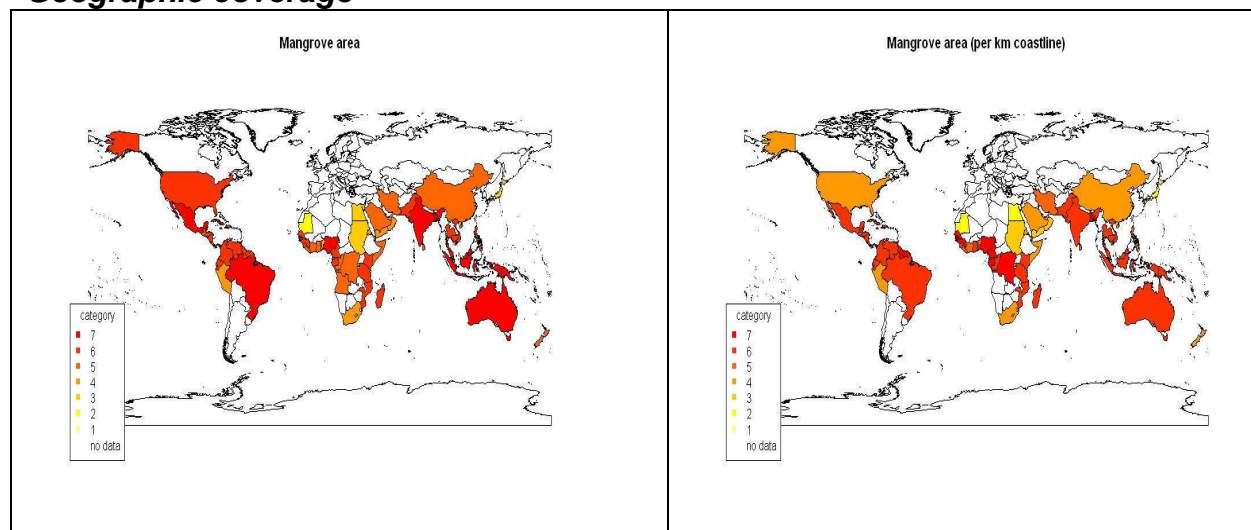 Geographic coverage
Mangrove area
category
7
6
5
4
3
2
1
no data
Mangrove area (per km coastline)
category
7
6
5
4
3
2
1
no data